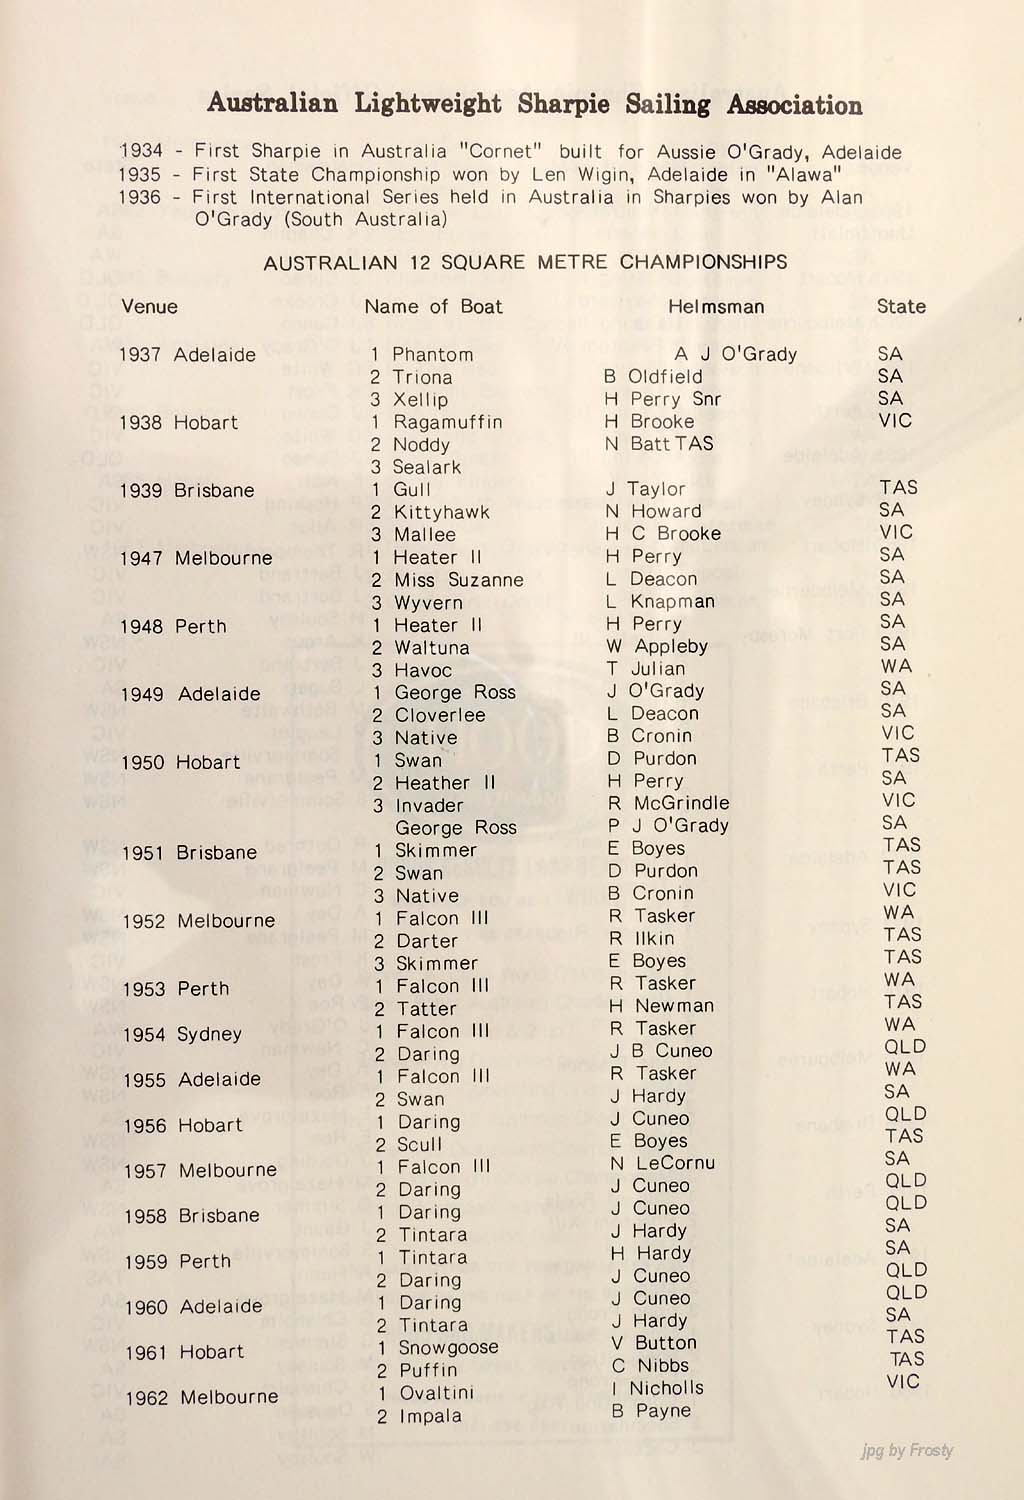 Australian Lightweight Sharpie Sailing Association
1934 - First Sharpie in Australia "Cornet" built for Aussie O'Grady, Adelaide
1935 - First State Championship won by Len Wigin, Adelaide in "Alawa"
1936 - First International Series held in Australia in Sharpies won by Alan
O'Grady (South Australia)
AUSTRALIAN 12 SQUARE METRE CHAMPIONSHIPS
Venue Name of Boat Helmsman State
1937 Adelaide 1 Phantom A J O'Grady SA
2 Triona B Oldfield SA
3 Xellip H Perry Snr SA
1938 Hobart 1 Ragamuffin H Brooke VIC
2 Noddy N Batt TAS
3 Sealark
1939 Brisbane 1 Gull J Taylor TAS
2 Kittyhawk N Howard SA
3 Mallee H C Brooke VIC
1947 Melbourne 1 Heater II H Perry SA
2 Miss Suzanne L Deacon SA
3 Wyvern L Knapman SA
1948 Perth 1 Heater II H Perry SA
2 Waltuna W Appleby SA
3 Havoc T Julian WA
1949 Adelaide 1 George Ross J O'Grady SA
2 Cloverlee L Deacon SA
3 Native B Cronin VIC
1950 Hobart 1 Swan D Purdon TAS
2 Heather II H Perry SA
3 Invader R McGrindle VIC
George Ross P J O'Grady SA
1951 Brisbane 1 Skimmer E Boyes TAS
2 Swan D Purdon TAS
3 Native B Cronin VIC
1952 Melbourne 1 Falcon III R Tasker WA
2 Darter R Ilkin TAS
3 Skimmer E Boyes TAS
1953 Perth 1 Falcon III R Tasker WA
2 Tatter H Newman TAS
1954 Sydney 1 Falcon III R Tasker WA
2 Daring J B Cuneo QLD
1955 Adelaide 1 Falcon III R Tasker WA
2 Swan J Hardy SA
1956 Hobart 1 Daring J Cuneo QLD
2 Scull E Boyes TAS
1957 Melbourne 1 Falcon III N LeCornu SA
2 Daring J Cuneo QLD
1958 Brisbane 1 Daring J Cuneo QLD
2 Tintara J Hardy SA
1959 Perth 1 Tintara H Hardy SA
2 Daring J Cuneo QLD
1960 Adelaide 1 Daring J Cuneo QLD
2 Tintara J Hardy SA
1961 Hobart 1 Snowgoose V Button TAS
2 Puffin C Nibbs TAS
1962 Melbourne 1 Ovaltini I Nicholls VIC
2 Impala B Payne
jpg by Frosty